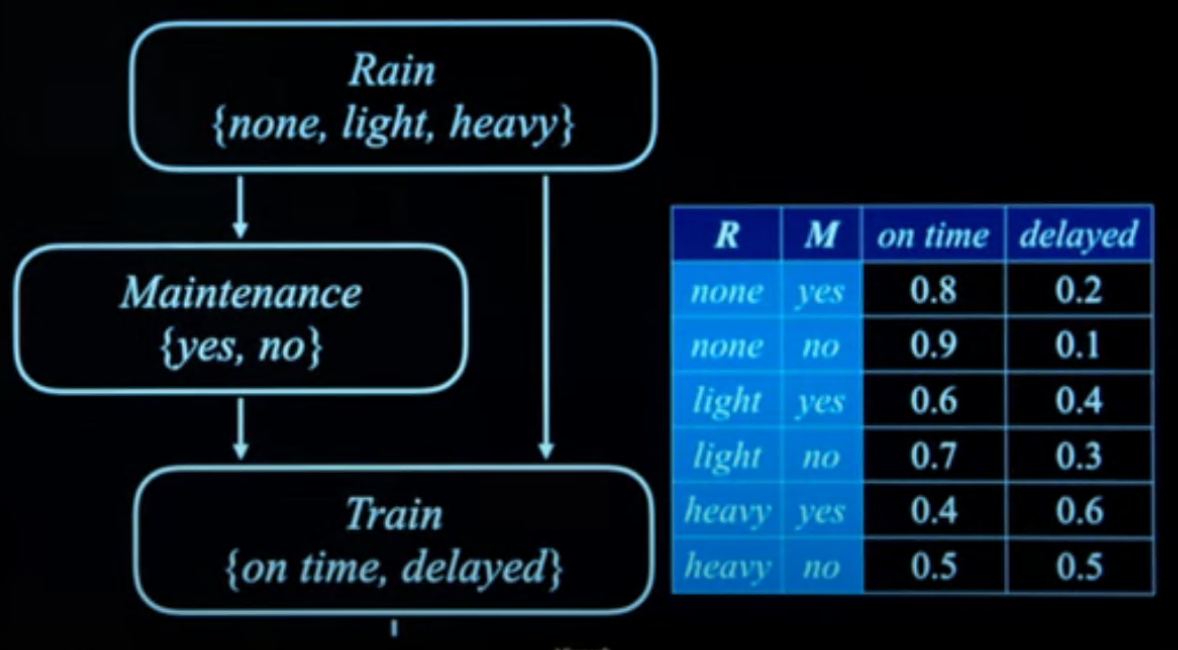 Rain
{none, light, heavy}
Maintenance
{yes, no}
Train
{on time, delayed}
R M on time delayed
none yes 0.8 0.2
none no 0.9 0.1
light yes 0.6 0.4
light no 0.7 0.3
heavy yes 0.4 0.6
heavy no 0.5 0.5